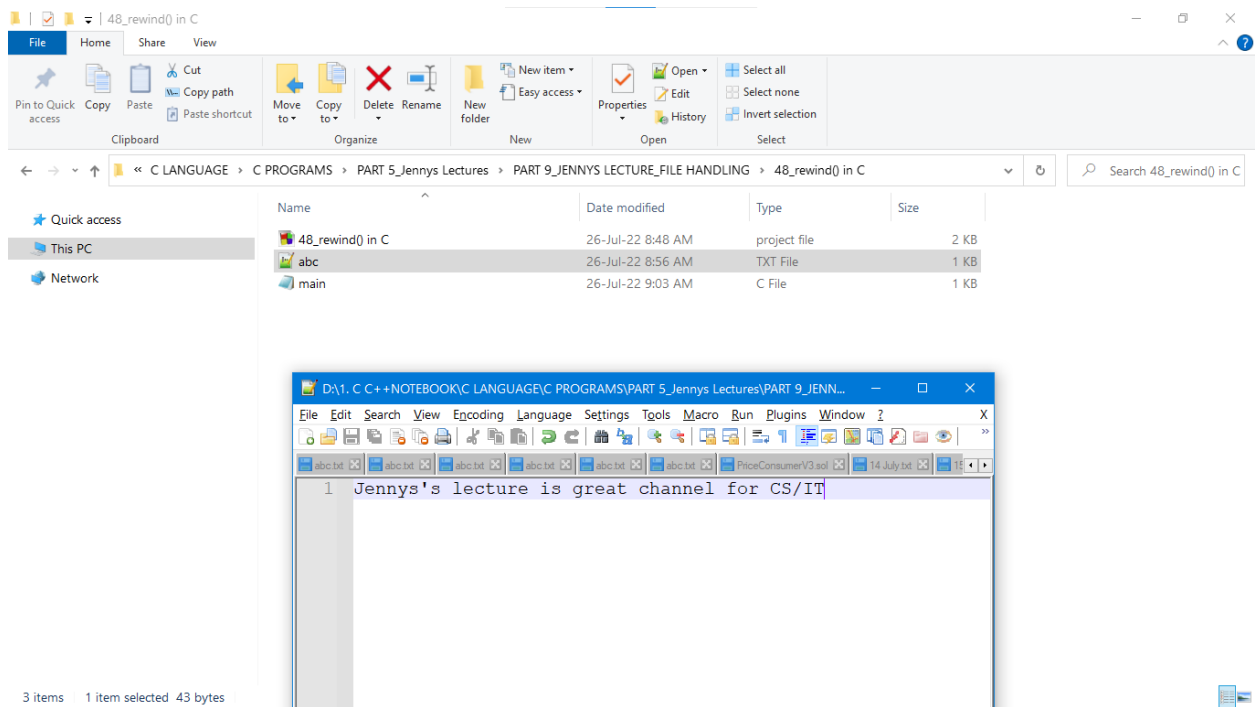 48_rewind() in C
File Home Share View
Pin to Quick access
Copy
Paste
Cut
Copy path
Paste shortcut
Clipboard
Move to
Copy to
Delete
Rename
Organize
New folder
New item
Easy access
New
Properties
Open
Edit
History
Open
Select all
Select none
Invert selection
Select
« C LANGUAGE › C PROGRAMS › PART 5_Jennys Lectures › PART 9_JENNYS LECTURE_FILE HANDLING › 48_rewind() in C
Search 48_rewind() in C
Quick access
This PC
Network
Name Date modified Type Size
48_rewind() in C 26-Jul-22 8:48 AM project file 2 KB
abc 26-Jul-22 8:56 AM TXT File 1 KB
main 26-Jul-22 9:03 AM C File 1 KB
D:\1. C C++NOTEBOOK\C LANGUAGE\C PROGRAMS\PART 5_Jennys Lectures\PART 9_JENN...
File Edit Search View Encoding Language Settings Tools Macro Run Plugins Window ? X
abc.txt abc.txt abc.txt abc.txt abc.txt abc.txt PriceConsumerV3.sol 14 July.txt 15
1 Jennys's lecture is great channel for CS/IT
3 items 1 item selected 43 bytes